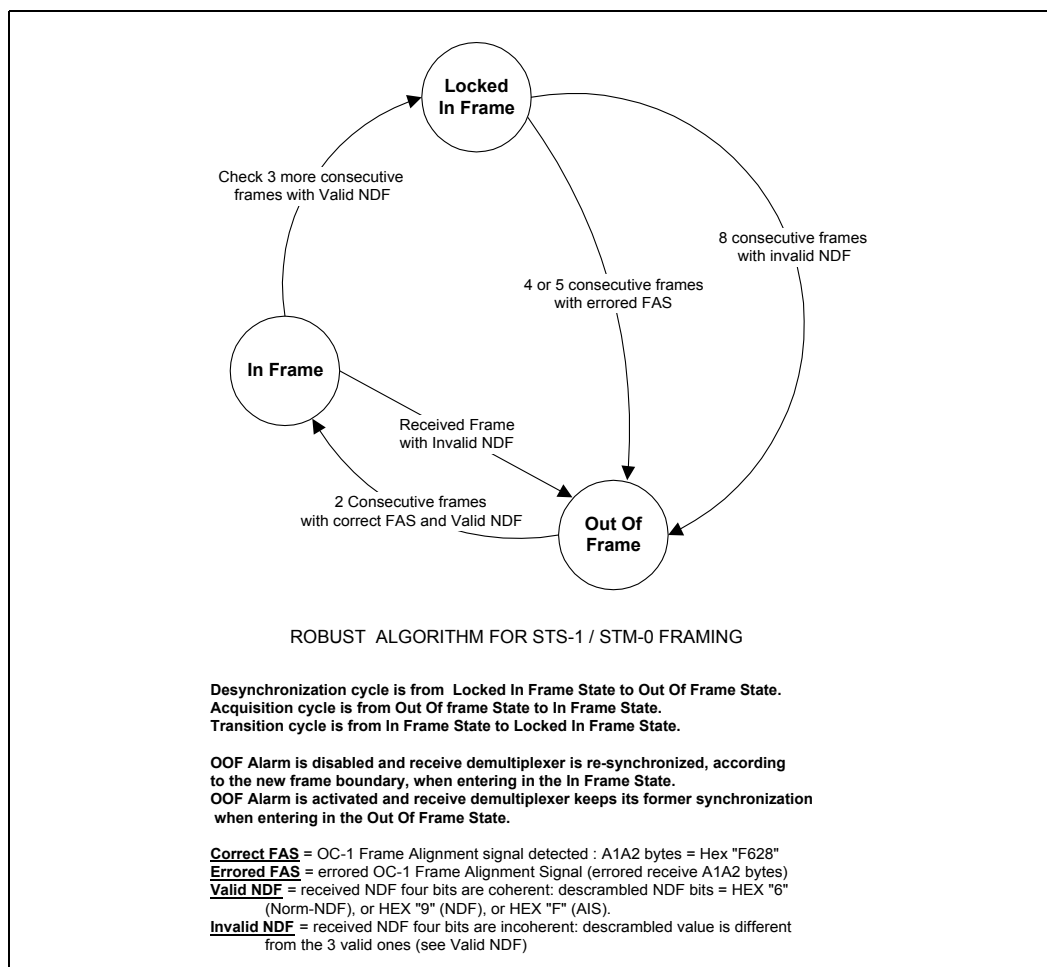 Locked
In Frame
Check 3 more consecutive
frames with Valid NDF
8 consecutive frames
with invalid NDF
4 or 5 consecutive frames
with errored FAS
In Frame
Received Frame
with Invalid NDF
2 Consecutive frames
with correct FAS and Valid NDF
Out Of
Frame
ROBUST ALGORITHM FOR STS-1 / STM-0 FRAMING
Desynchronization cycle is from Locked In Frame State to Out Of Frame State.
Acquisition cycle is from Out Of frame State to In Frame State.
Transition cycle is from In Frame State to Locked In Frame State.
OOF Alarm is disabled and receive demultiplexer is re-synchronized, according
to the new frame boundary, when entering in the In Frame State.
OOF Alarm is activated and receive demultiplexer keeps its former synchronization
when entering in the Out Of Frame State.
Correct FAS = OC-1 Frame Alignment signal detected : A1A2 bytes = Hex "F628"
Errored FAS = errored OC-1 Frame Alignment Signal (errored receive A1A2 bytes)
Valid NDF = received NDF four bits are coherent: descrambled NDF bits = HEX "6"
(Norm-NDF), or HEX "9" (NDF), or HEX "F" (AIS).
Invalid NDF = received NDF four bits are incoherent: descrambled value is different
from the 3 valid ones (see Valid NDF)